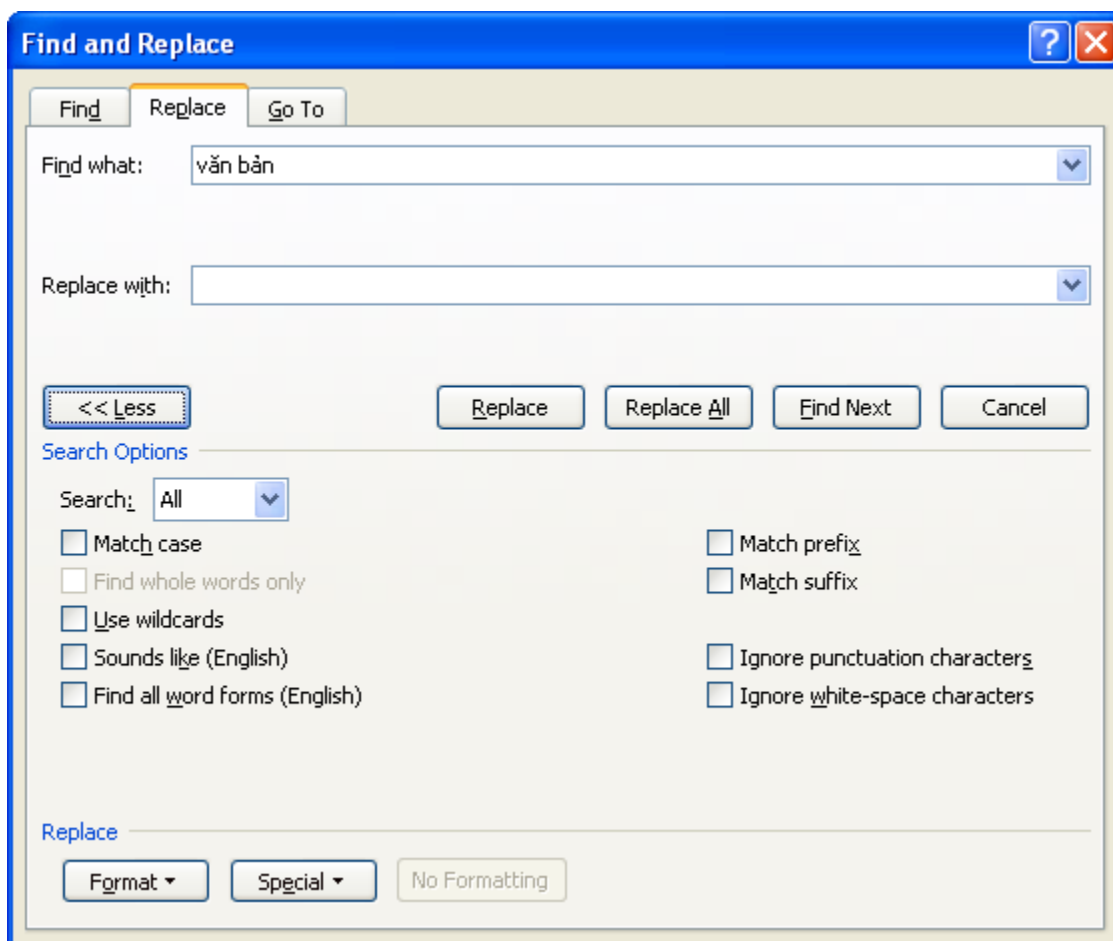 Find and Replace
Find Replace Go To
Find what: văn bản
Replace with:
<< Less Replace Replace All Find Next Cancel
Search Options
Search: All
Match case Match prefix
Find whole words only Match suffix
Use wildcards
Sounds like (English) Ignore punctuation characters
Find all word forms (English) Ignore white-space characters
Replace
Format Special No Formatting